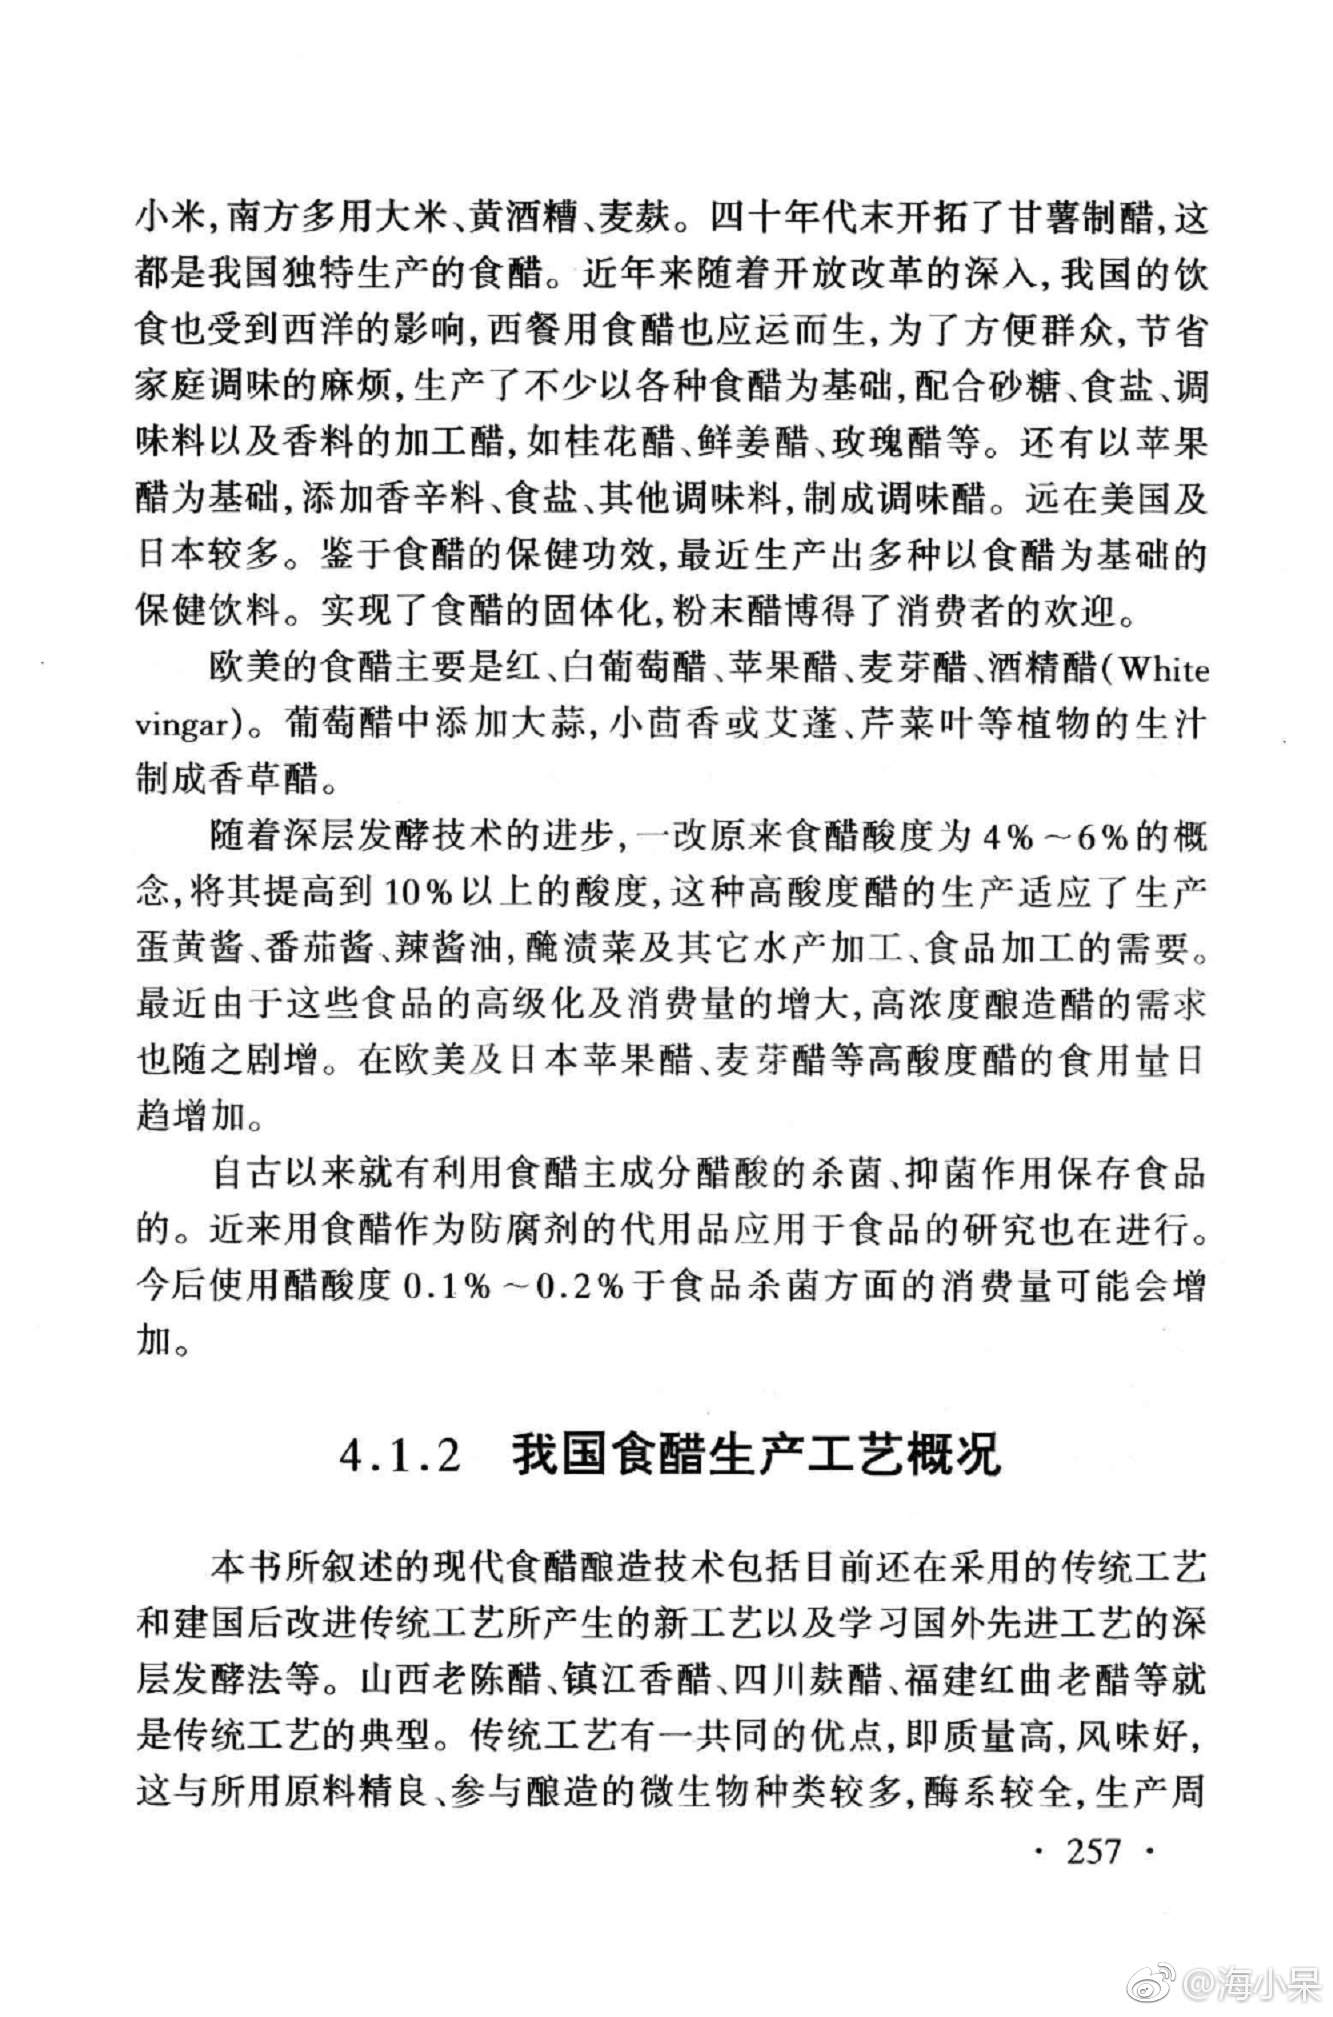 小米,南方多用大米、黄酒糟、麦麸。四十年代末开拓了甘薯制醋,这
都是我国独特生产的食醋。近年来随着开放改革的深入,我国的饮
食也受到西洋的影响,西餐用食醋也应运而生,为了方便群众,节省
家庭调味的麻烦,生产了不少以各种食醋为基础,配合砂糖、食盐、调
味料以及香料的加工醋,如桂花醋、鲜姜醋、玫瑰醋等。还有以苹果
醋为基础,添加香辛料、食盐、其他调味料,制成调味醋。远在美国及
日本较多。鉴于食醋的保健功效,最近生产出多种以食醋为基础的
保健饮料。实现了食醋的固体化,粉末醋博得了消费者的欢迎。
欧美的食醋主要是红、白葡萄醋、苹果醋、麦芽醋、酒精醋(White
vingar)。葡萄醋中添加大蒜,小茴香或艾蓬、芹菜叶等植物的生汁
制成香草醋。
随着深层发酵技术的进步,一改原来食醋酸度为4%~6%的概
念,将其提高到10%以上的酸度,这种高酸度醋的生产适应了生产
蛋黄酱、番茄酱、辣酱油,醃渍菜及其它水产加工、食品加工的需要。
最近由于这些食品的高级化及消费量的增大,高浓度酿造醋的需求
也随之剧增。在欧美及日本苹果醋、麦芽醋等高酸度醋的食用量日
趋增加。
自古以来就有利用食醋主成分醋酸的杀菌、抑菌作用保存食品
的。近来用食醋作为防腐剂的代用品应用于食品的研究也在进行。
今后使用醋酸度0.1%~0.2%于食品杀菌方面的消费量可能会增
加。
4.1.2 我国食醋生产工艺概况
本书所叙述的现代食醋酿造技术包括目前还在采用的传统工艺
和建国后改进传统工艺所产生的新工艺以及学习国外先进工艺的深
层发酵法等。山西老陈醋、镇江香醋、四川麸醋、福建红曲老醋等就
是传统工艺的典型。传统工艺有一共同的优点,即质量高,风味好,
这与所用原料精良、参与酿造的微生物种类较多,酶系较全,生产周
· 257 ·
@海小呆